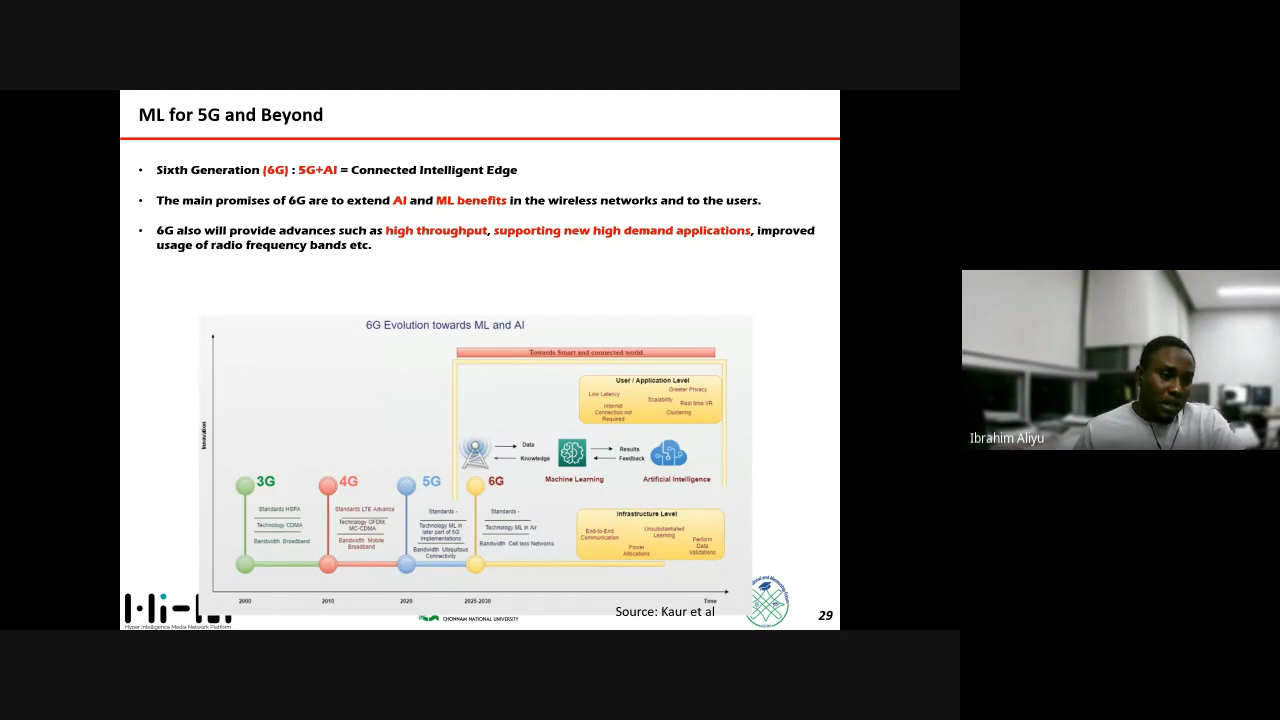 ML for 5G and Beyond
• Sixth Generation (6G) : 5G+AI = Connected Intelligent Edge
• The main promises of 6G are to extend AI and ML benefits in the wireless networks and to the users.
• 6G also will provide advances such as high throughput, supporting new high demand applications, improved
usage of radio frequency bands etc.
6G Evolution towards ML and AI
Towards Smart and connected world
User / Application Level
Low Latency
Greater Privacy
Scalability
Real time VR
Internet
Connection not
Required
Clustering
Innovation
Data
Knowledge
Results
Feedback
Machine Learning
Artificial Intelligence
3G
4G
5G
6G
Standards HSPA
Technology CDMA
Bandwidth Broadband
Standards LTE Advance
Technology OFDM,
MC-CDMA
Bandwidth Mobile
Broadband
Standards -
Technology ML in
later part of 5G
Implementations
Bandwidth Ubiquitous
Connectivity
Standards -
Technology ML in Air
Bandwidth Cell less Networks
Infrastructure Level
End-to-End
Communication
Unsubstantiated
Learning
Power
Allocations
Perform
Data
Validations
2000
2010
2020
2025-2030
Time
Source: Kaur et al
Hyper Intelligence Media Network Platform
CHONNAM NATIONAL UNIVERSITY
29
Ibrahim Aliyu